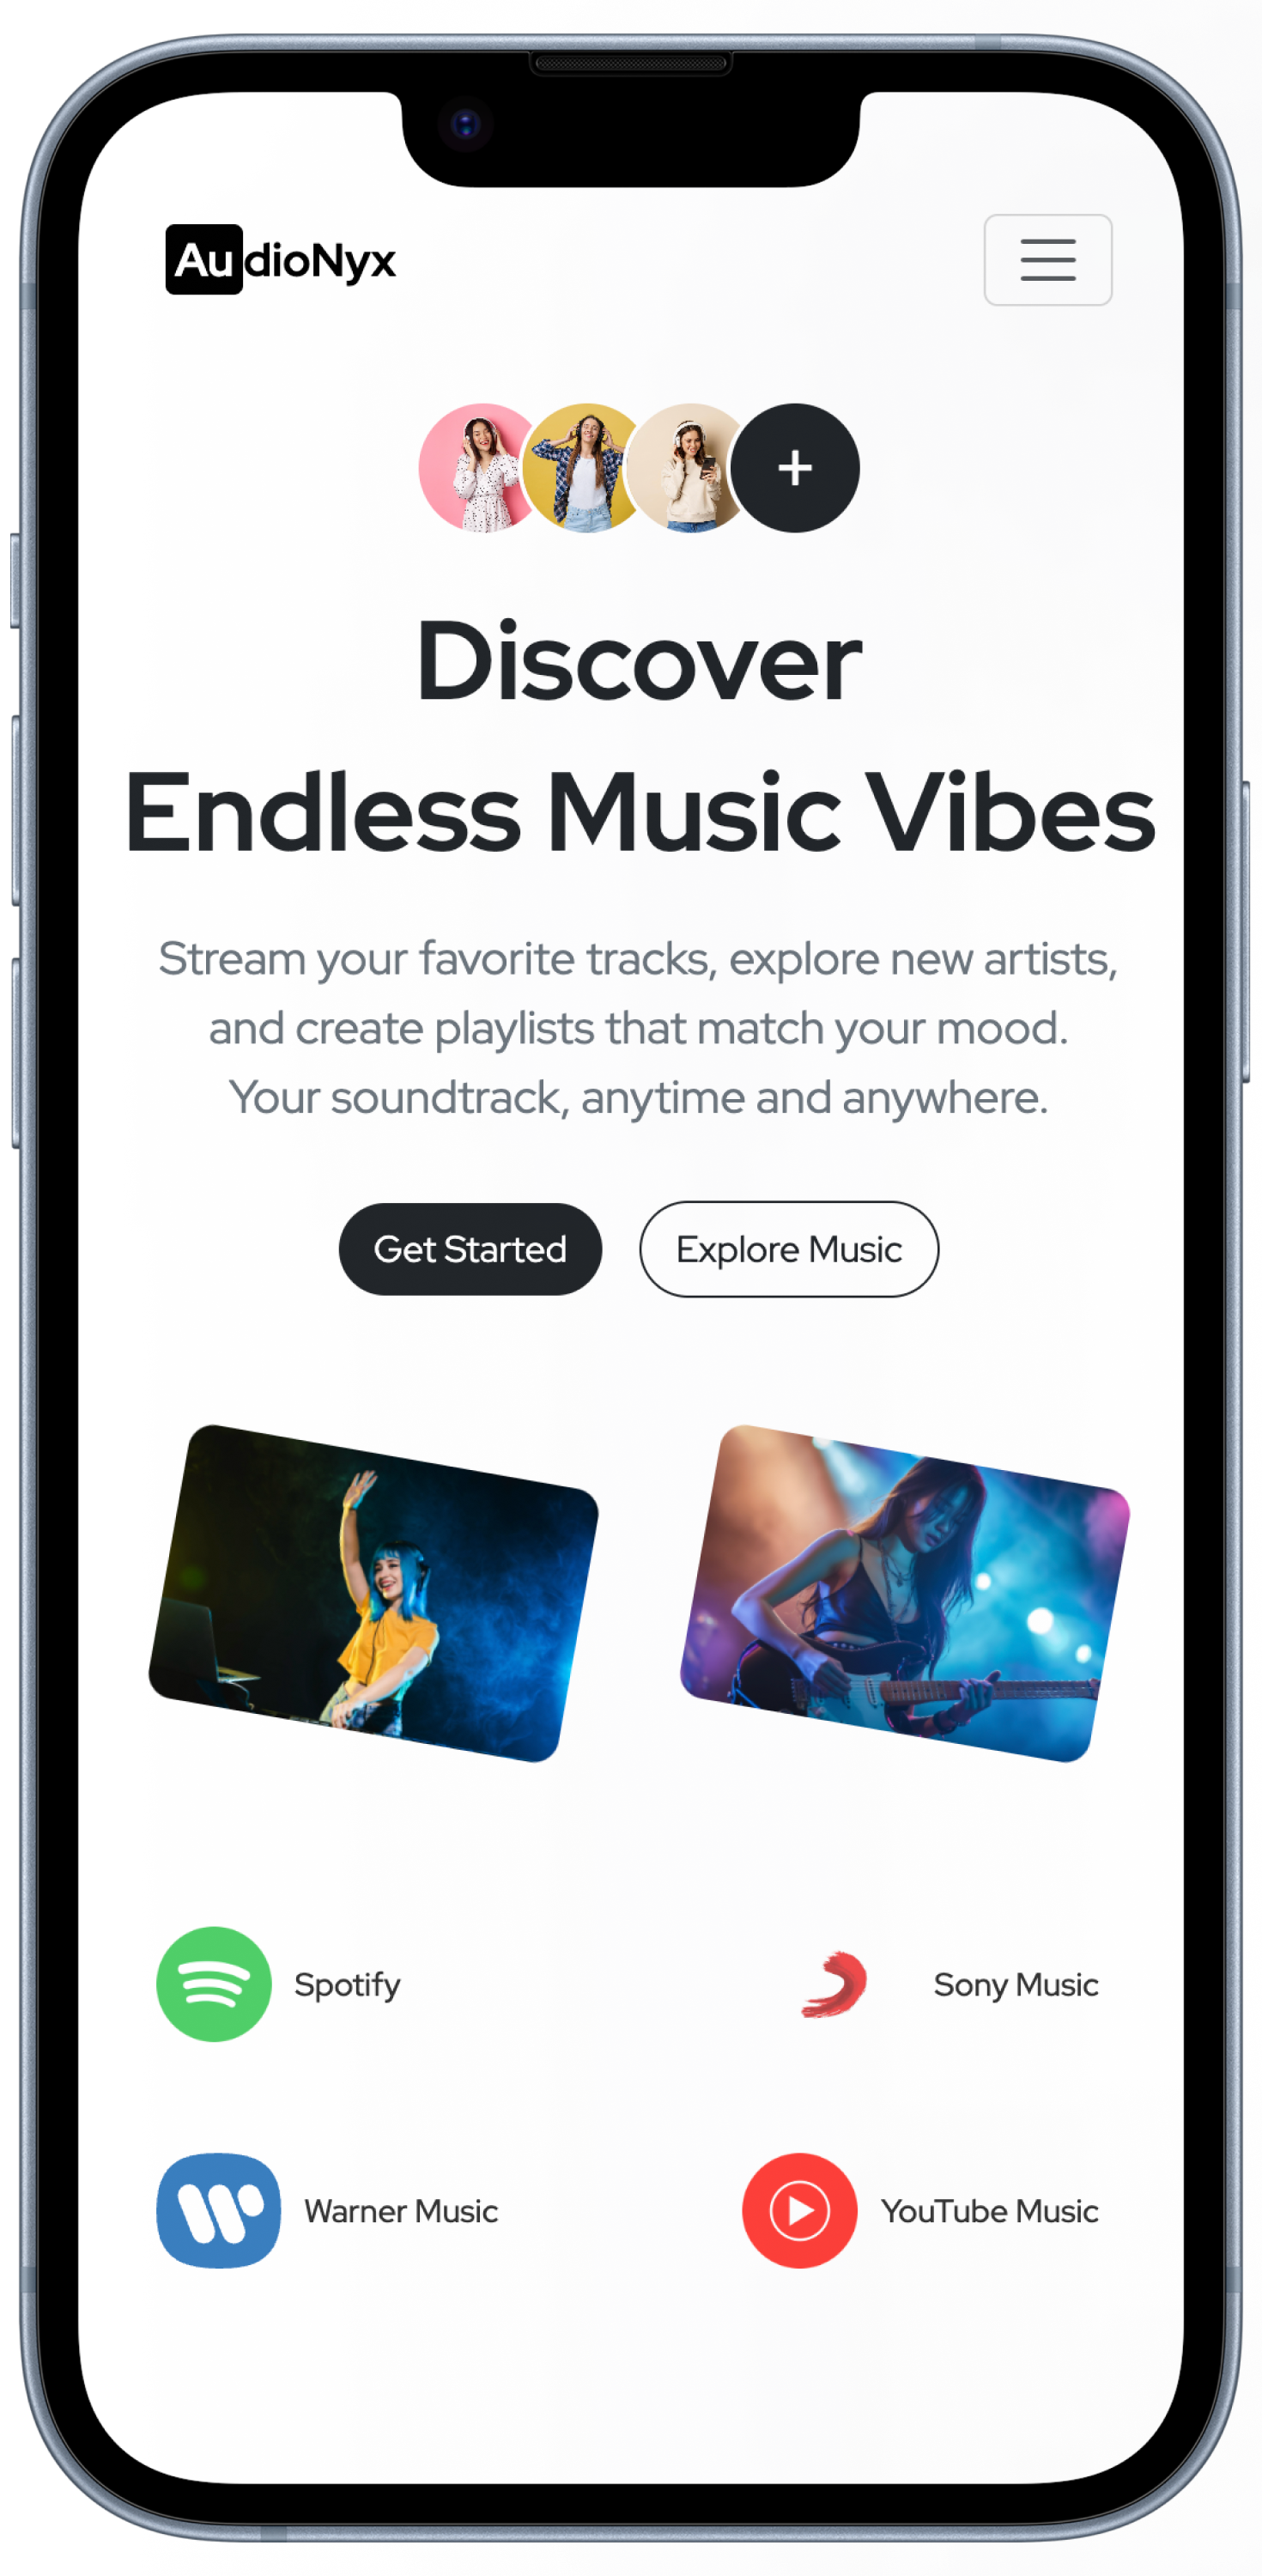 AudioNyx
+
Discover
Endless Music Vibes
Stream your favorite tracks, explore new artists,
and create playlists that match your mood.
Your soundtrack, anytime and anywhere.
Get Started
Explore Music
Spotify
Sony Music
Warner Music
YouTube Music